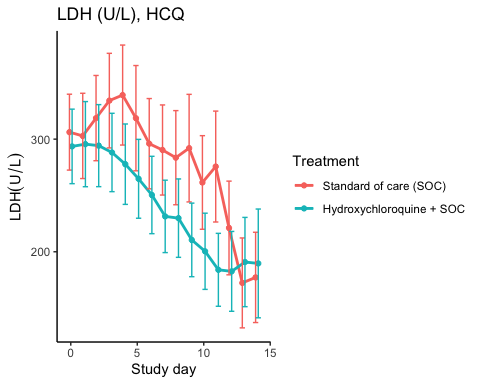 LDH (U/L), HCQ
LDH(U/L)
300
200
0
5
10
15
Study day
Treatment
Standard of care (SOC)
Hydroxychloroquine + SOC